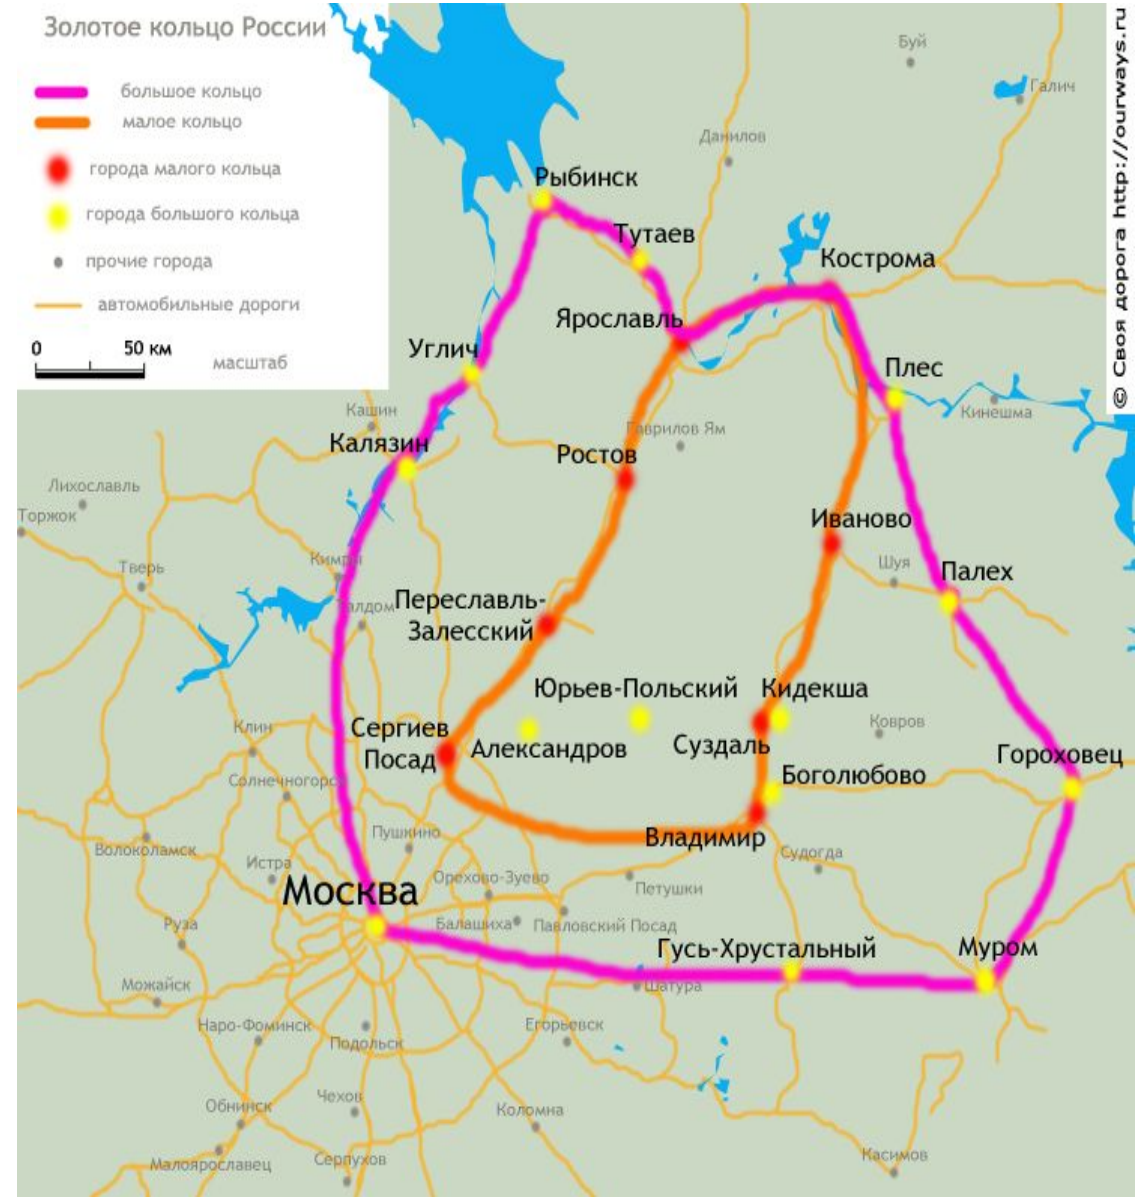 Золотое кольцо России
большое кольцо
малое кольцо
города малого кольца
города большого кольца
прочие города
автомобильные дороги
0 50 км
масштаб
© Своя дорога http://ourways.ru
Буй
Галич
Данилов
Рыбинск
Тутаев
Кострома
Ярославль
Углич
Плес
Кашин
Кинешма
Гаврилов Ям
Калязин
Ростов
Лихославль
Торжок
Иваново
Шуя
Палех
Кимры
Тверь
Талдом
Переславль-
Залесский
Юрьев-Польский
Кидекша
Клин
Сергиев
Посад
Александров
Суздаль
Ковров
Гороховец
Солнечногорск
Боголюбово
Пушкино
Владимир
Волоколамск
Истра
Судогда
Москва
Орехово-Зуево
Петушки
Руза
Балашиха
Павловский Посад
Гусь-Хрустальный
Муром
Можайск
Шатура
Наро-Фоминск
Подольск
Егорьевск
Обнинск
Чехов
Коломна
Малоярославец
Серпухов
Касимов